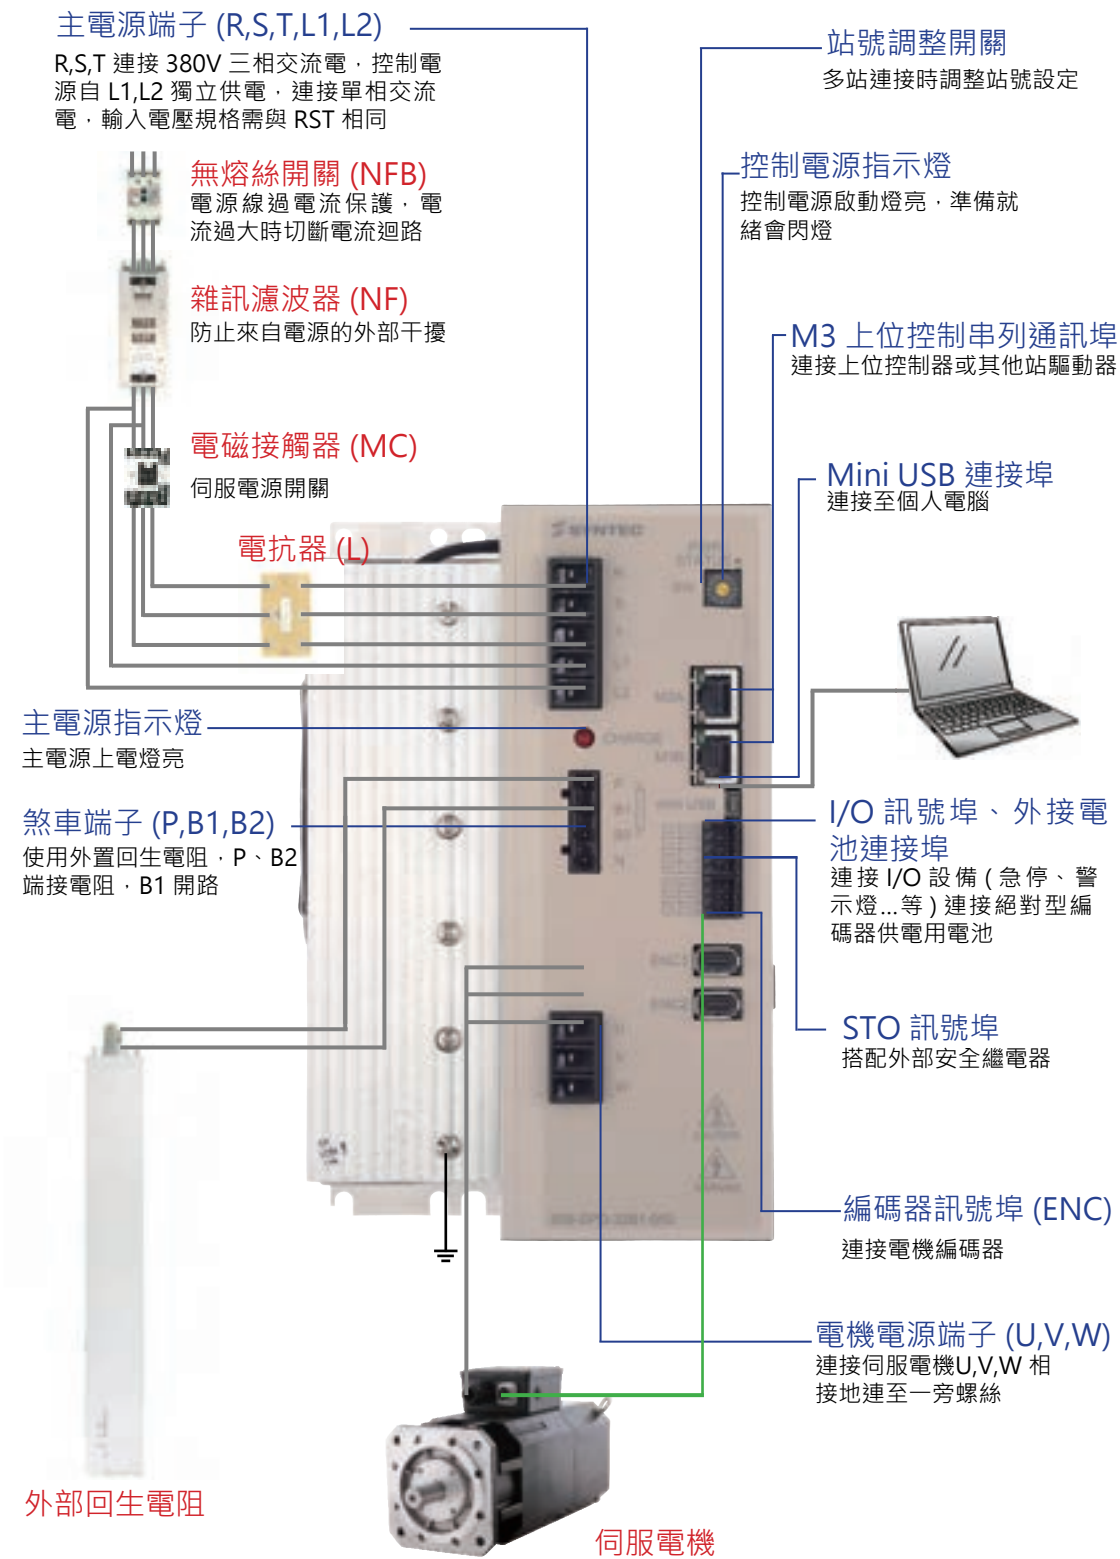 主電源端子 (R,S,T,L1,L2)
R,S,T 連接 380V 三相交流電，控制電
源自 L1,L2 獨立供電，連接單相交流
電，輸入電壓規格需與 RST 相同
無熔絲開關 (NFB)
電源線過電流保護，電
流過大時切斷電流迴路
雜訊濾波器 (NF)
防止來自電源的外部干擾
電磁接觸器 (MC)
伺服電源開關
電抗器 (L)
主電源指示燈
主電源上電燈亮
煞車端子 (P,B1,B2)
使用外置回生電阻，P、B2
端接電阻，B1 開路
外部回生電阻
SYNTEC
CHARGE
ENC1
ENC2
站號調整開關
多站連接時調整站號設定
控制電源指示燈
控制電源啟動燈亮，準備就
緒會閃燈
M3 上位控制串列通訊埠
連接上位控制器或其他站驅動器
Mini USB 連接埠
連接至個人電腦
I/O 訊號埠、外接電
池連接埠
連接 I/O 設備 ( 急停、警
示燈...等 ) 連接絕對型編
碼器供電用電池
STO 訊號埠
搭配外部安全繼電器
編碼器訊號埠 (ENC)
連接電機編碼器
電機電源端子 (U,V,W)
連接伺服電機U,V,W 相
接地連至一旁螺絲
伺服電機